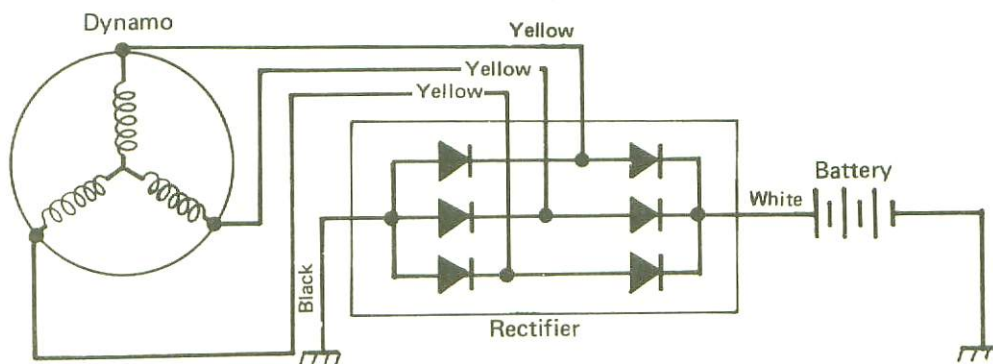 Dynamo
Yellow
Yellow
Yellow
Battery
White
Black
Rectifier